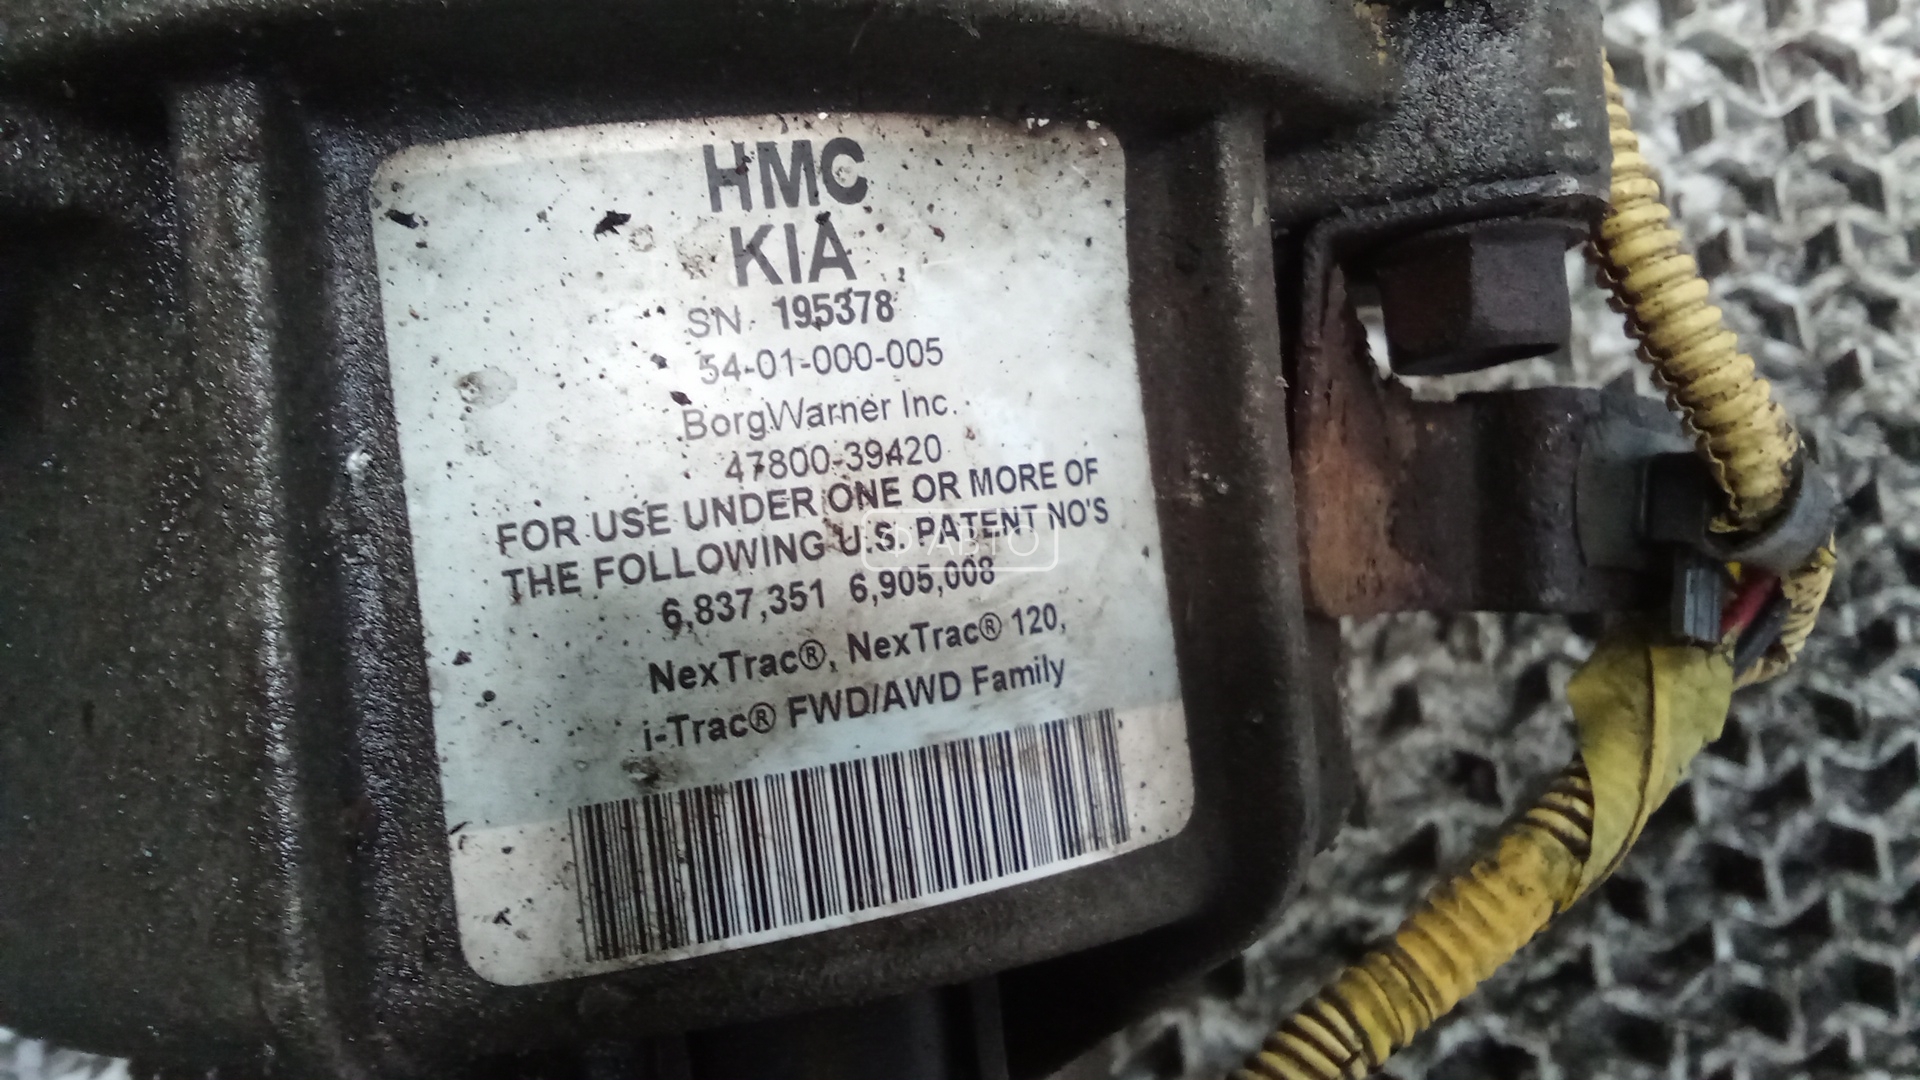 HMC
KIA
SN. 195378
54-01-000-005
BorgWarner Inc.
47800-39420
FOR USE UNDER ONE OR MORE OF
THE FOLLOWING U.S. PATENT NO'S
6,837,351 6,905,008
NexTrac®, NexTrac® 120,
i-Trac® FWD/AWD Family
Ф АВТО